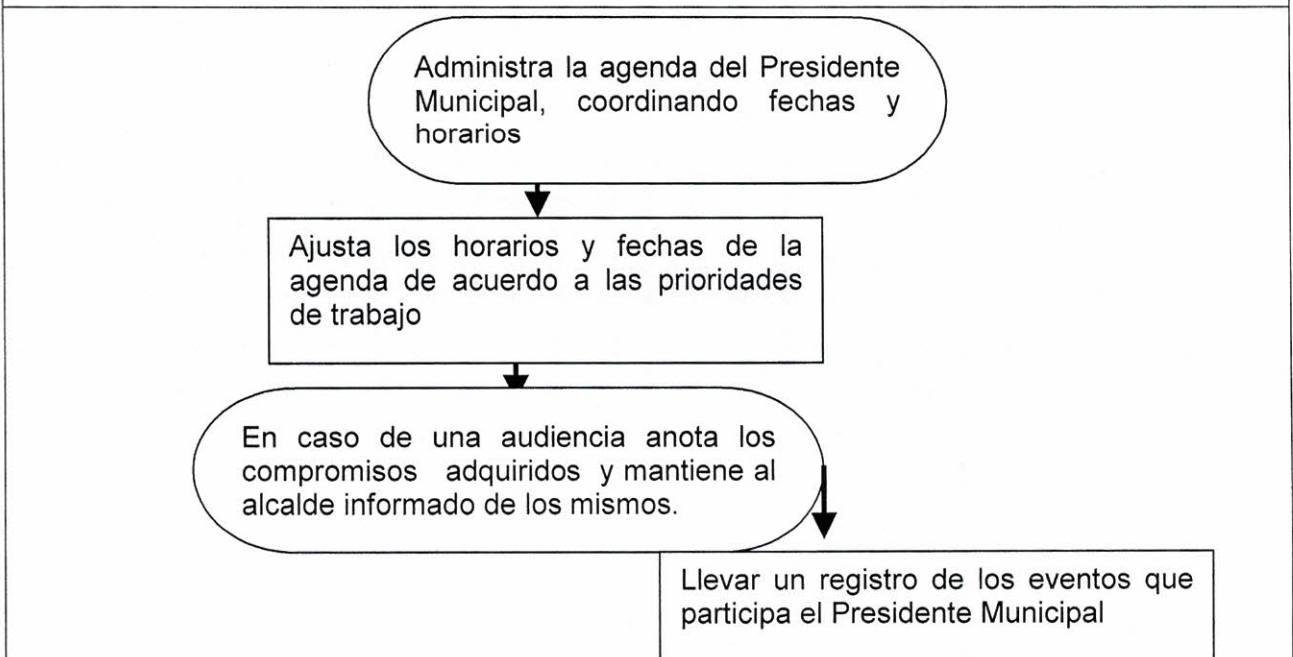 Administra la agenda del Presidente
Municipal, coordinando fechas y
horarios
Ajusta los horarios y fechas de la
agenda de acuerdo a las prioridades
de trabajo
En caso de una audiencia anota los
compromisos adquiridos y mantiene al
alcalde informado de los mismos.
Llevar un registro de los eventos que
participa el Presidente Municipal